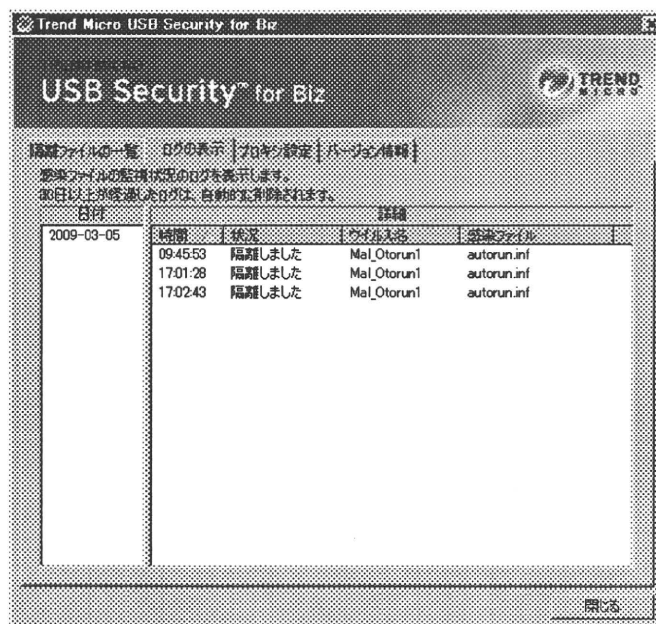 Trend Micro USB Security for Biz
USB Security™ for Biz
TREND
MICRO
隔離ファイルの一覧 ログの表示 プロキシ設定 バージョン情報
感染ファイルの監視状況のログを表示します。
30日以上が経過したログは、自動的に削除されます。
日付 詳細
2009-03-05
時間 状況 ウイルス名 感染ファイル
09:45:53 隔離しました Mal_Otorun1 autorun.inf
17:01:28 隔離しました Mal_Otorun1 autorun.inf
17:02:43 隔離しました Mal_Otorun1 autorun.inf
閉じる